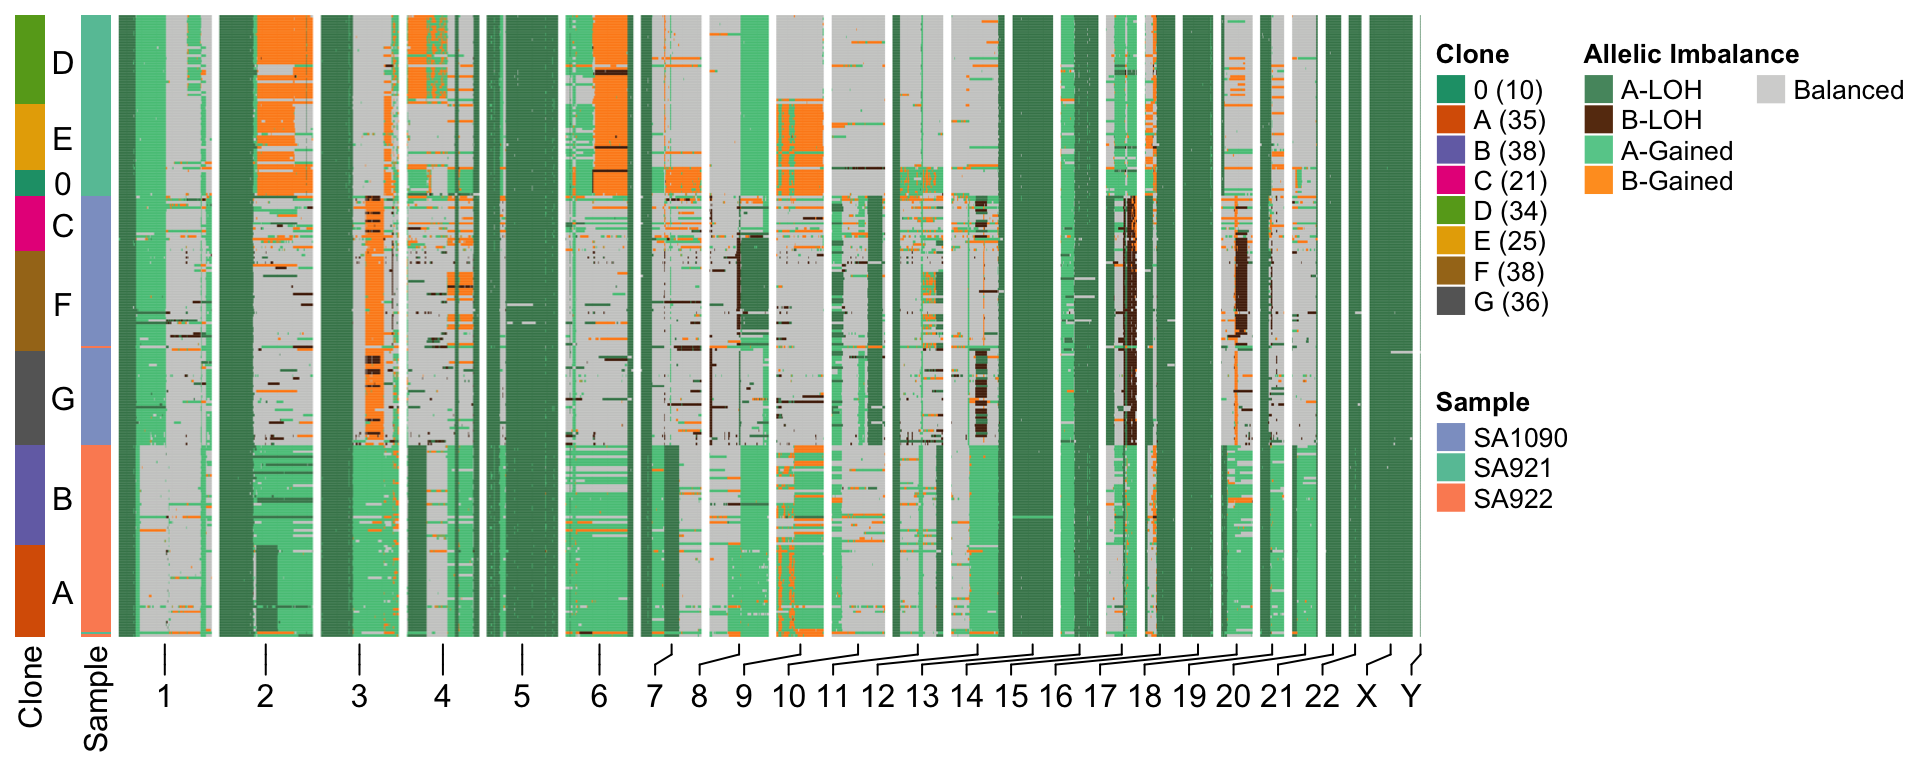 D
E
0
C
F
G
B
A
Clone
Sample
1 2 3 4 5 6 7 8 9 10 11 12 13 14 15 16 17 18 19 20 21 22 X Y
Clone
0 (10)
A (35)
B (38)
C (21)
D (34)
E (25)
F (38)
G (36)
Allelic Imbalance
A-LOH
B-LOH
A-Gained
B-Gained
Balanced
Sample
SA1090
SA921
SA922